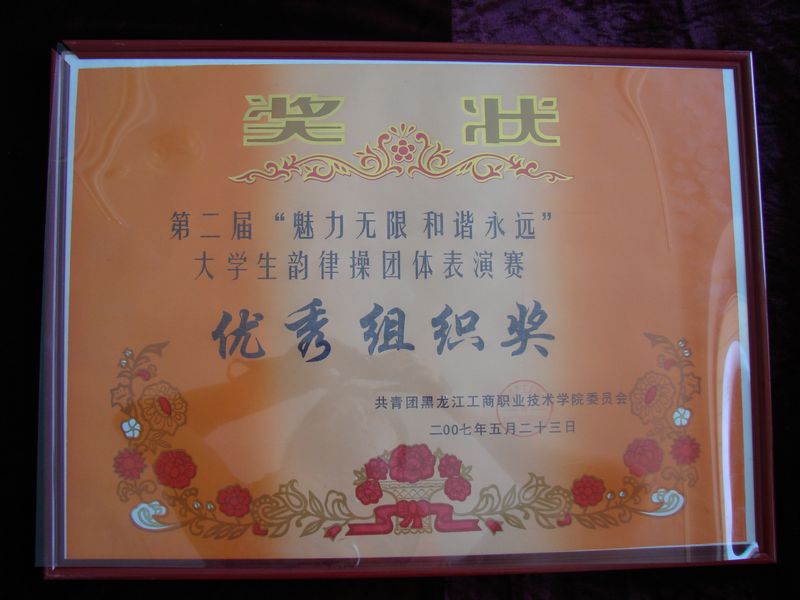 奖状
第二届“魅力无限 和谐永远”
大学生韵律操团体表演赛
优秀组织奖
共青团黑龙江工商职业技术学院委员会
二00七年五月二十三日